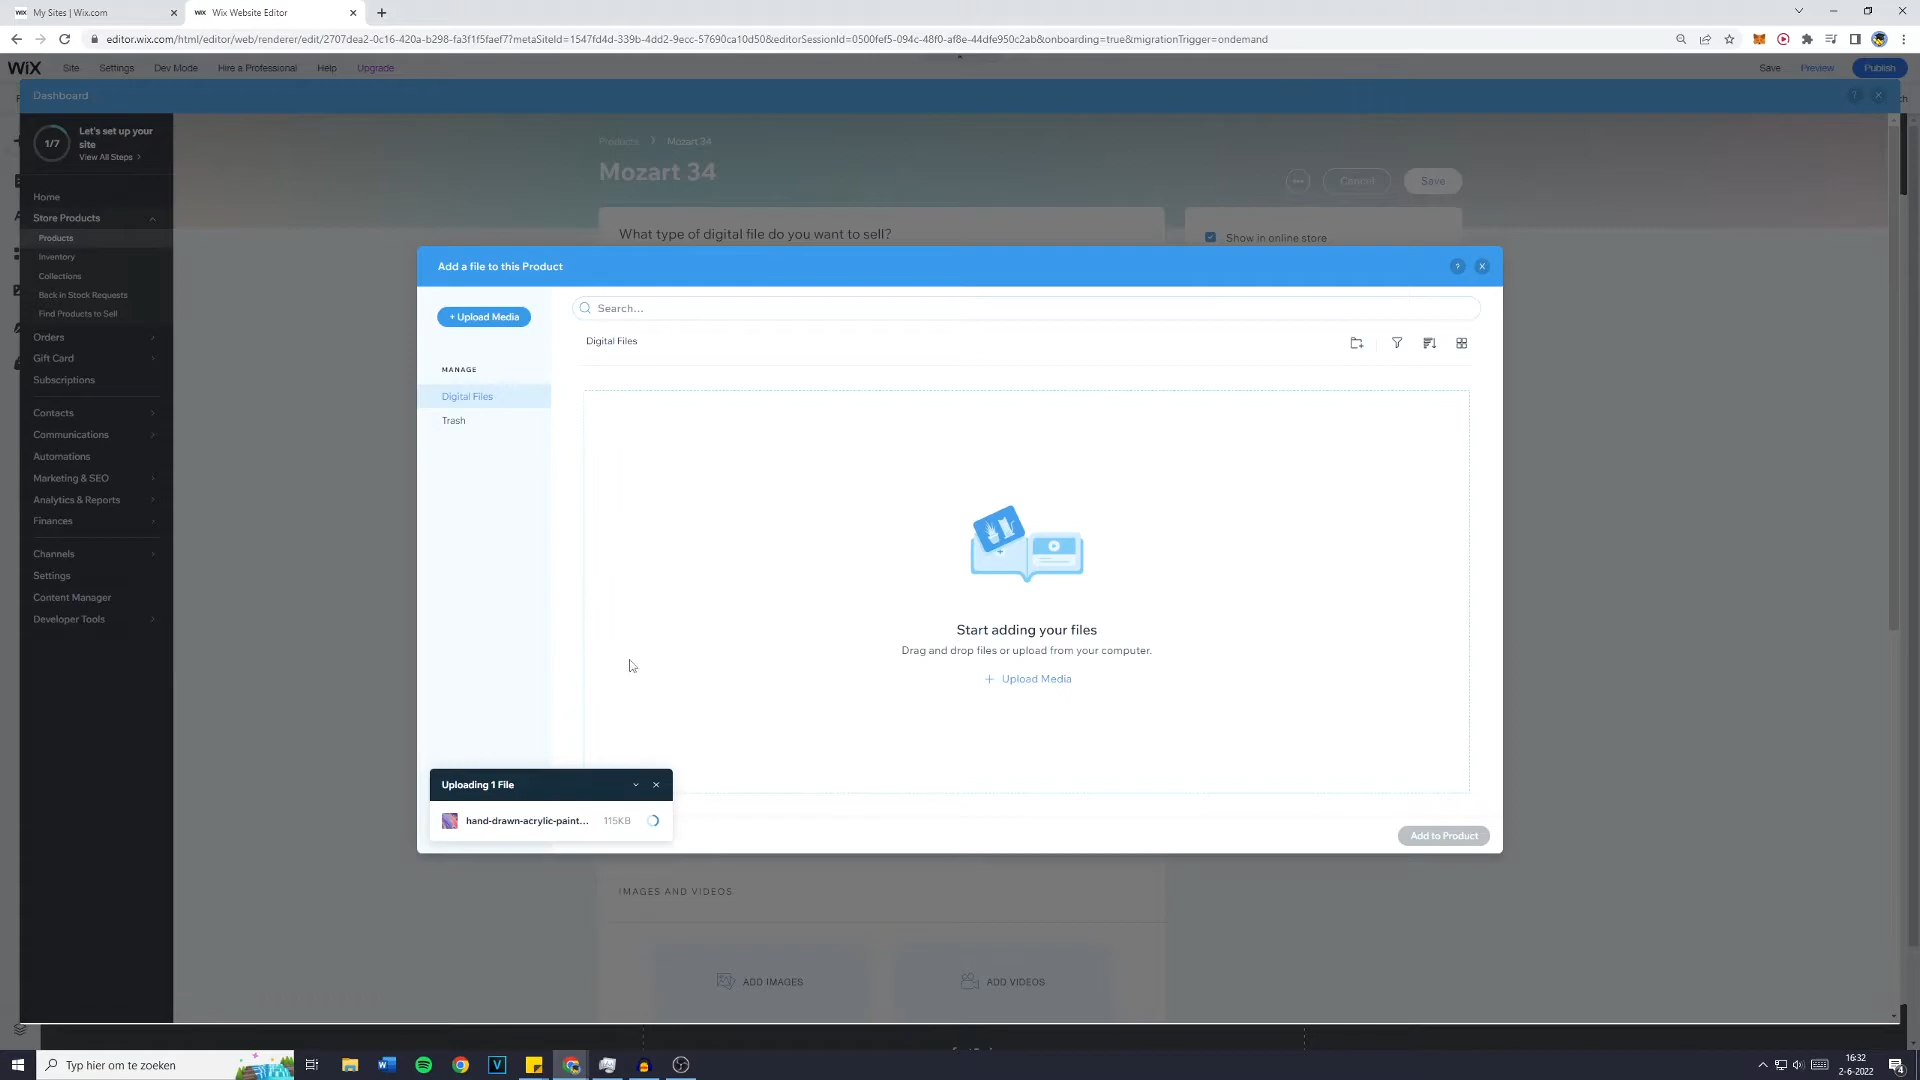 My Sites | Wix.com
Wix Website Editor
editor.wix.com/html/editor/web/renderer/edit/2707dea2-0c16-420a-b298-fa3f1f5faef7?metaSiteId=1547fd4d-339b-4dd2-9ecc-57690ca10d50&editorSessionId=0500fef5-094c-48f0-af8e-44dfe950c2ab&onboarding=true&migrationTrigger=ondemand
WiX Site Settings Dev Mode Hire a Professional Help Upgrade Save Preview Publish
Dashboard
1/7
Let's set up your
site
View All Steps
Home
Store Products
Products
Inventory
Collections
Back in Stock Requests
Find Products to Sell
Orders
Gift Card
Subscriptions
Contacts
Communications
Automations
Marketing & SEO
Analytics & Reports
Finances
Channels
Settings
Content Manager
Developer Tools
Products > Mozart 34
Mozart 34
Cancel Save
What type of digital file do you want to sell?
Show in online store
Add a file to this Product
+ Upload Media
Search...
Digital Files
MANAGE
Digital Files
Trash
Start adding your files
Drag and drop files or upload from your computer.
+ Upload Media
Uploading 1 File
hand-drawn-acrylic-paint... 115KB
Add to Product
IMAGES AND VIDEOS
ADD IMAGES
ADD VIDEOS
Typ hier om te zoeken
16:32
2-6-2022